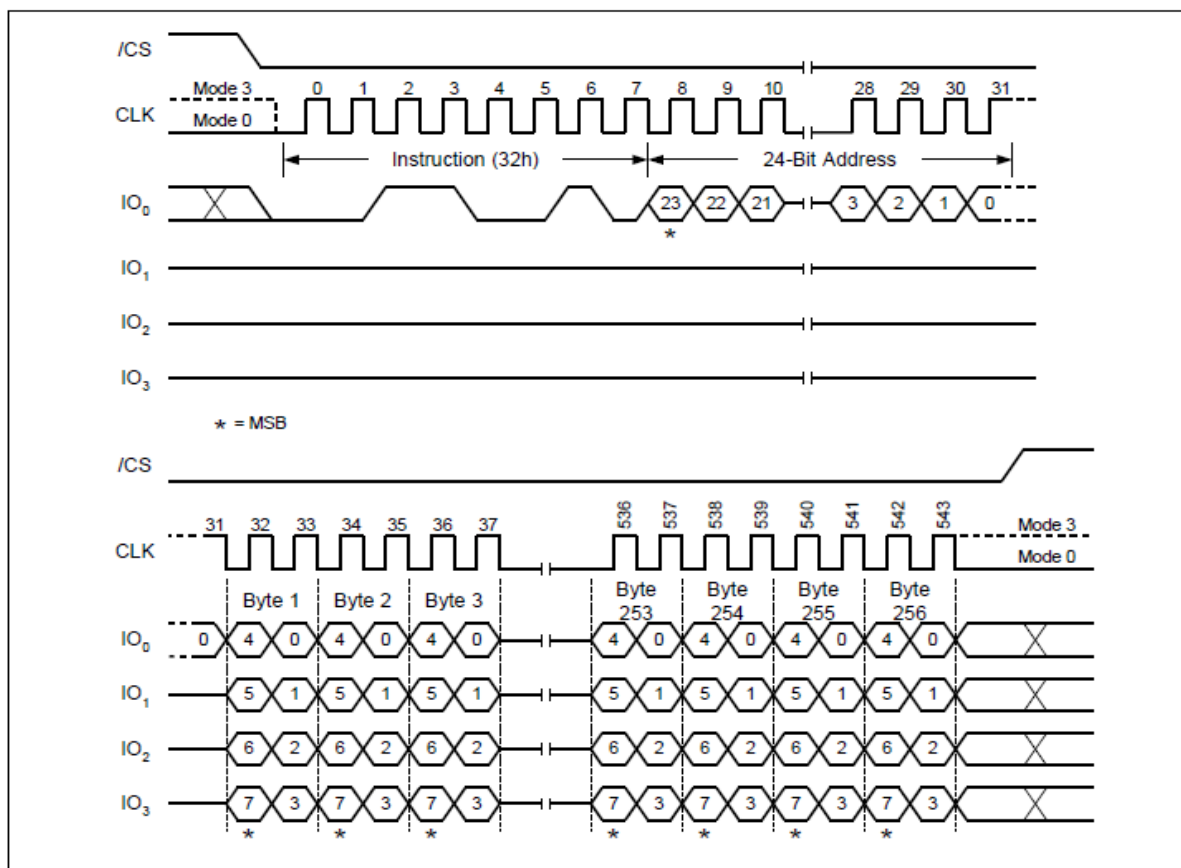 /CS
Mode 3 0 1 2 3 4 5 6 7 8 9 10 28 29 30 31
CLK
Mode 0
Instruction (32h) 24-Bit Address
IO0 23 22 21 3 2 1 0
*
IO1
IO2
IO3
* = MSB
/CS
31 32 33 34 35 36 37 536 537 538 539 540 541 542 543 Mode 3
CLK
Mode 0
Byte 1 Byte 2 Byte 3 Byte 253 Byte 254 Byte 255 Byte 256
IO0 0 4 0 4 0 4 0 4 0 4 0 4 0 4 0
IO1 5 1 5 1 5 1 5 1 5 1 5 1 5 1
IO2 6 2 6 2 6 2 6 2 6 2 6 2 6 2
IO3 7 3 7 3 7 3 7 3 7 3 7 3 7 3
* * * * * * *